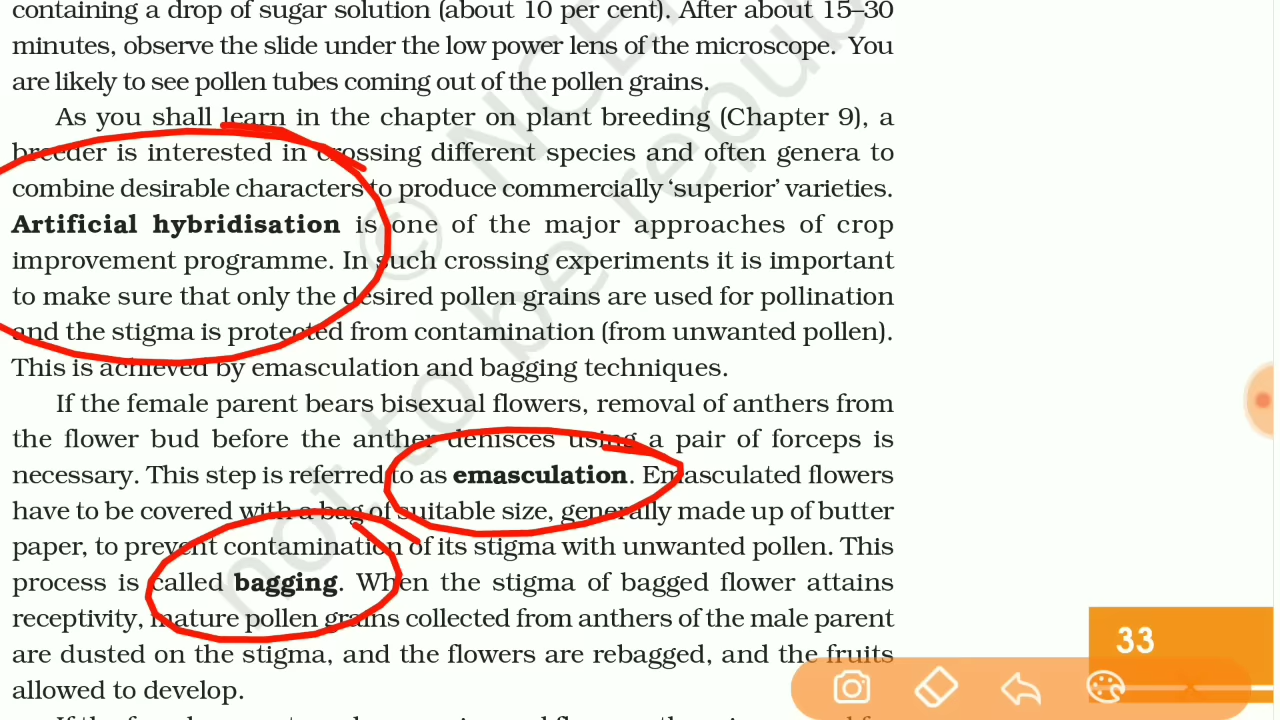 containing a drop of sugar solution (about 10 per cent). After about 15–30
minutes, observe the slide under the low power lens of the microscope. You
are likely to see pollen tubes coming out of the pollen grains.
As you shall learn in the chapter on plant breeding (Chapter 9), a
breeder is interested in crossing different species and often genera to
combine desirable characters to produce commercially ‘superior’ varieties.
Artificial hybridisation is one of the major approaches of crop
improvement programme. In such crossing experiments it is important
to make sure that only the desired pollen grains are used for pollination
and the stigma is protected from contamination (from unwanted pollen).
This is achieved by emasculation and bagging techniques.
If the female parent bears bisexual flowers, removal of anthers from
the flower bud before the anther dehisces using a pair of forceps is
necessary. This step is referred to as emasculation. Emasculated flowers
have to be covered with a bag of suitable size, generally made up of butter
paper, to prevent contamination of its stigma with unwanted pollen. This
process is called bagging. When the stigma of bagged flower attains
receptivity, mature pollen grains collected from anthers of the male parent
are dusted on the stigma, and the flowers are rebagged, and the fruits
allowed to develop.
33
© NCE
not to be repub